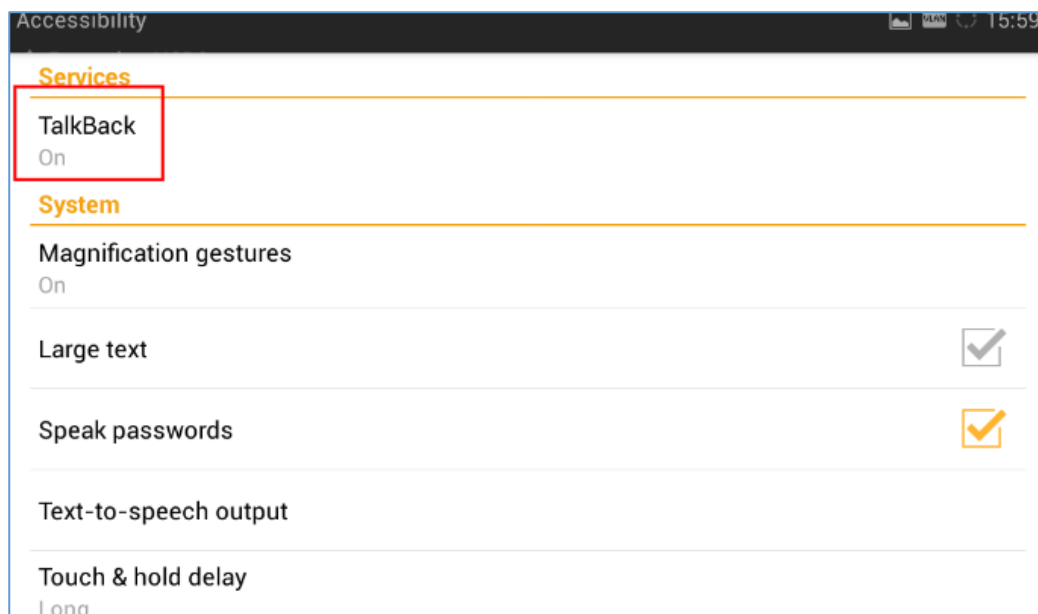 Accessibility
VLAN 15:59
Services
TalkBack
On
System
Magnification gestures
On
Large text
Speak passwords
Text-to-speech output
Touch & hold delay
Long